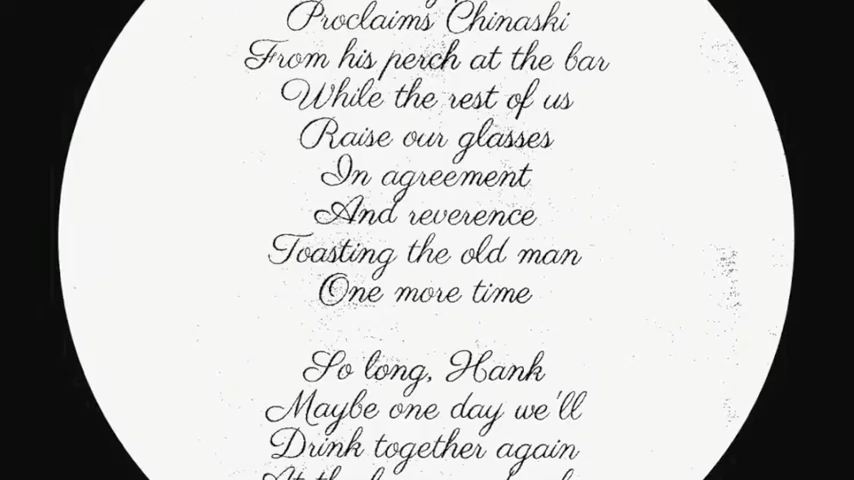 Proclaims Chinaski
From his perch at the bar
While the rest of us
Raise our glasses
In agreement
And reverence
Toasting the old man
One more time
So long, Hank
Maybe one day we'll
Drink together again
At the